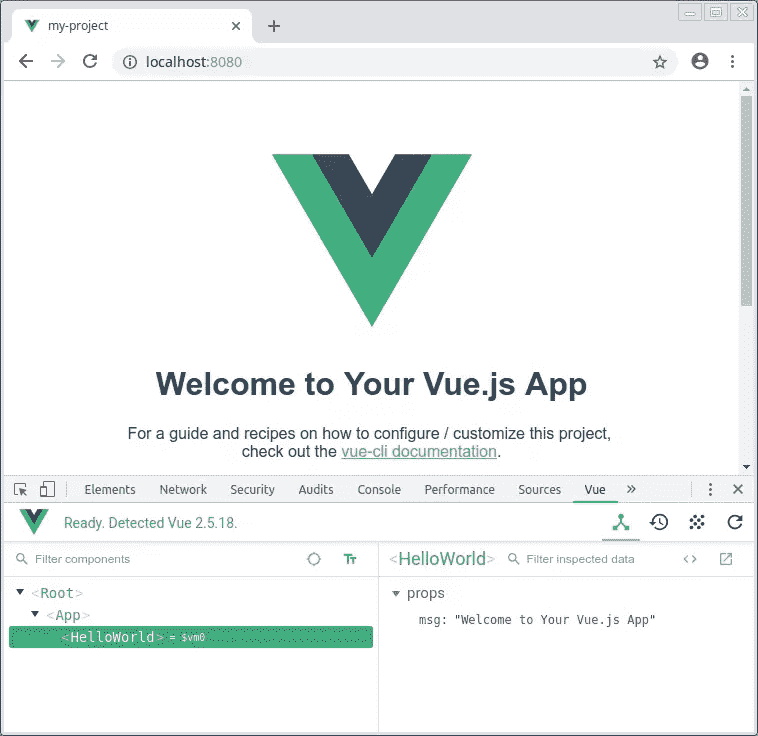 my-project
localhost:8080
Welcome to Your Vue.js App
For a guide and recipes on how to configure / customize this project,
check out the vue-cli documentation.
Elements Network Security Audits Console Performance Sources Vue »
Ready. Detected Vue 2.5.18.
Filter components
<HelloWorld> Filter inspected data
<Root>
props
<App>
msg: "Welcome to Your Vue.js App"
<HelloWorld> = $vm0